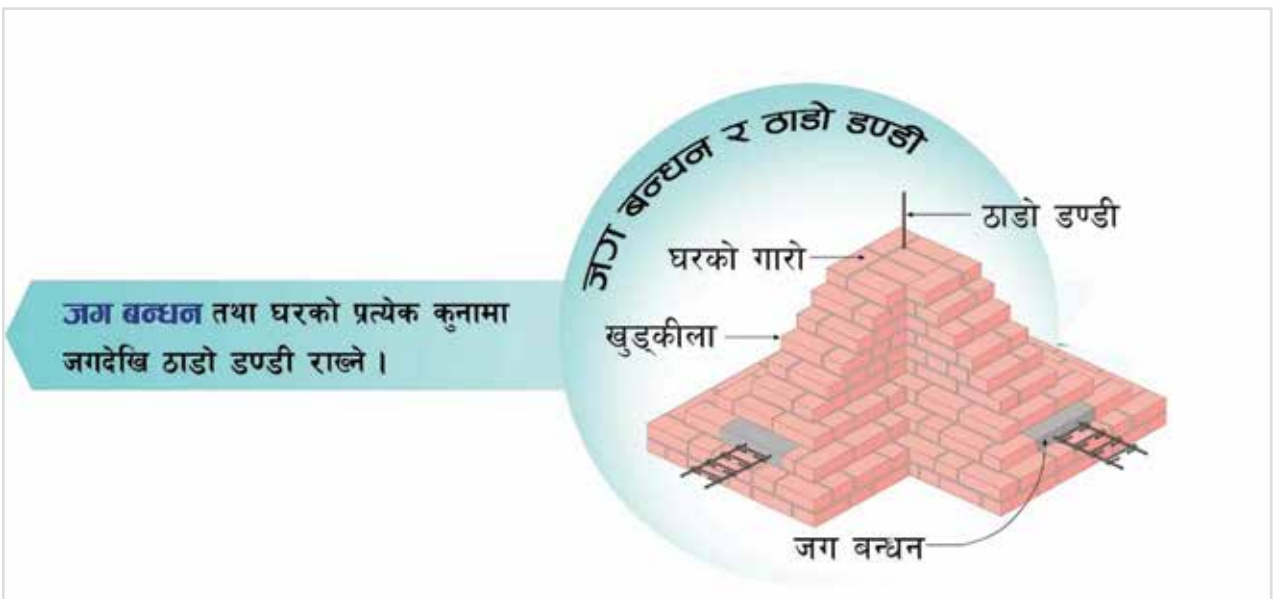 जग बन्धन र ठाडो डण्डी
ठाडो डण्डी
घरको गारो
जग बन्धन तथा घरको प्रत्येक कुनामा
जगदेखि ठाडो डण्डी राख्ने ।
खुड्कीला
जग बन्धन